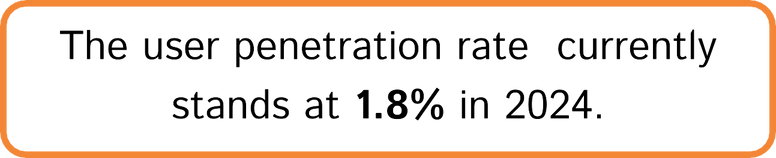 The user penetration rate  currently
stands at 1.8% in 2024.